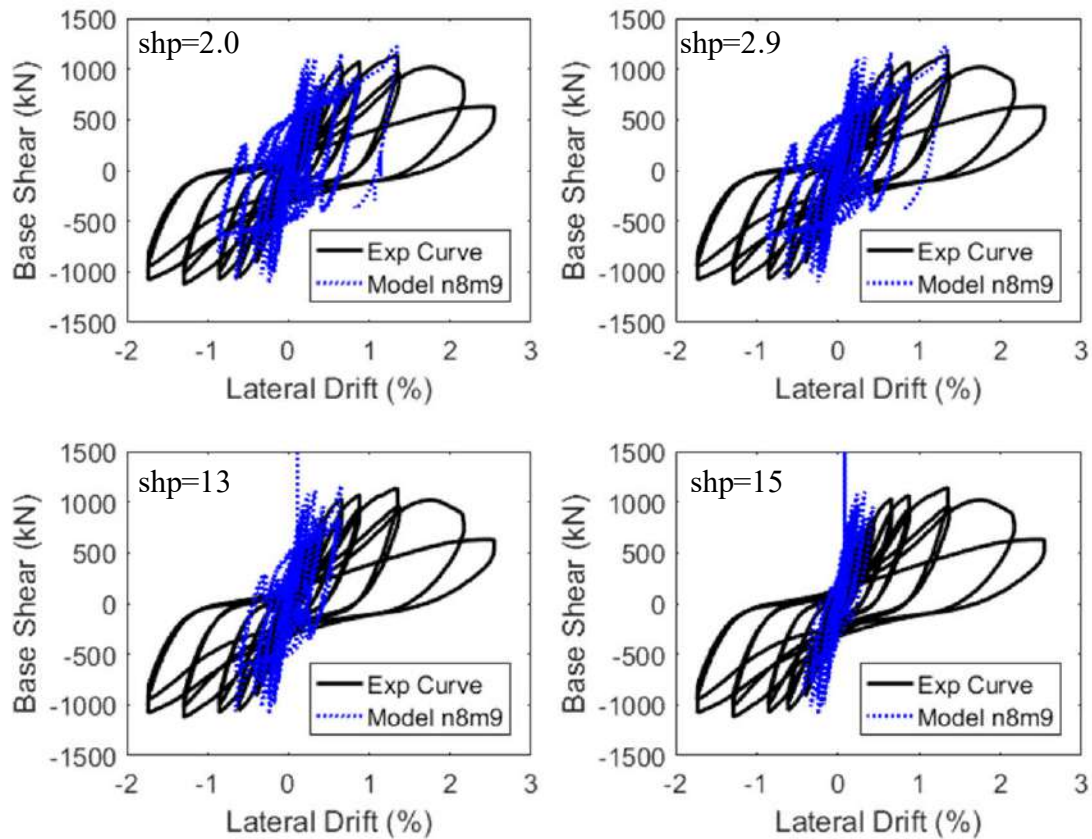 shp=2.0
1500
1000
500
0
-500
-1000
-1500
Base Shear (kN)
Exp Curve
Model n8m9
-2
-1
0
1
2
3
Lateral Drift (%)
shp=2.9
1500
1000
500
0
-500
-1000
-1500
Base Shear (kN)
Exp Curve
Model n8m9
-2
-1
0
1
2
3
Lateral Drift (%)
shp=13
1500
1000
500
0
-500
-1000
-1500
Base Shear (kN)
Exp Curve
Model n8m9
-2
-1
0
1
2
3
Lateral Drift (%)
shp=15
1500
1000
500
0
-500
-1000
-1500
Base Shear (kN)
Exp Curve
Model n8m9
-2
-1
0
1
2
3
Lateral Drift (%)